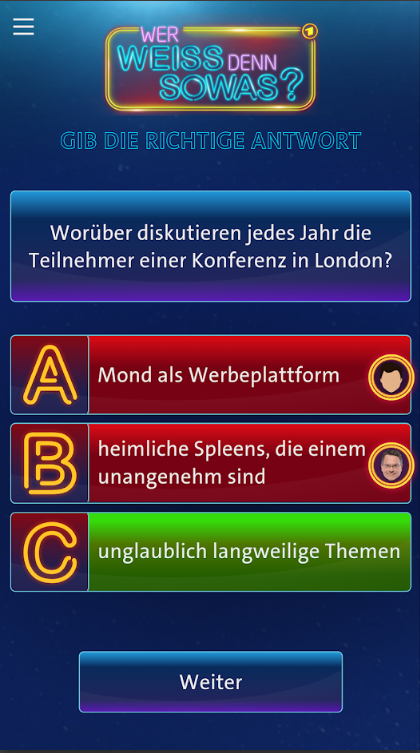 WER
WEISS DENN
SOWAS?
GIB DIE RICHTIGE ANTWORT
Worüber diskutieren jedes Jahr die
Teilnehmer einer Konferenz in London?
A
Mond als Werbeplattform
B
heimliche Spleens, die einem
unangenehm sind
C
unglaublich langweilige Themen
Weiter